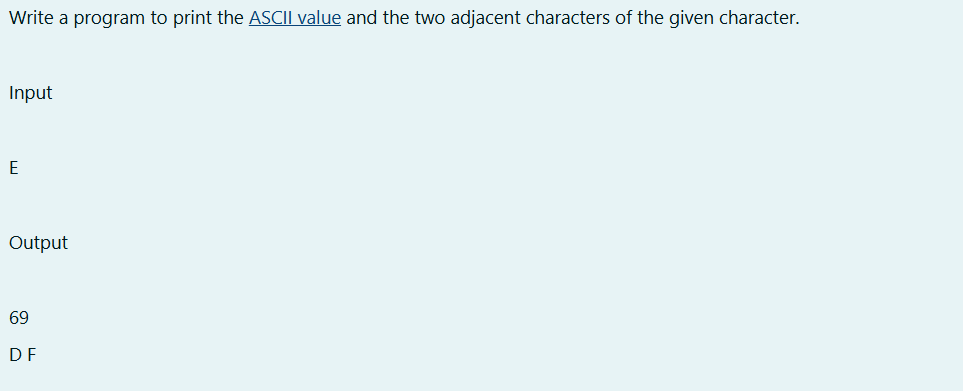 Write a program to print the ASCII value and the two adjacent characters of the given character.
Input
E
Output
69
D F